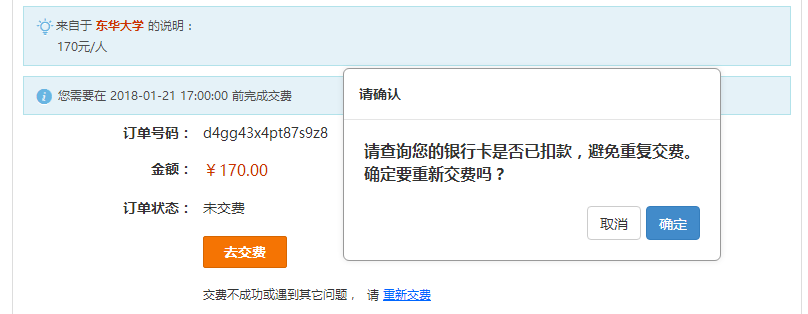 来自于 东华大学 的说明：
170元/人
您需要在 2018-01-21 17:00:00 前完成交费
请确认
订单号码： d4gg43x4pt87s9z8
请查询您的银行卡是否已扣款，避免重复交费。
确定要重新交费吗？
金额： ￥170.00
订单状态： 未交费
取消 确定
去交费
交费不成功或遇到其它问题， 请 重新交费